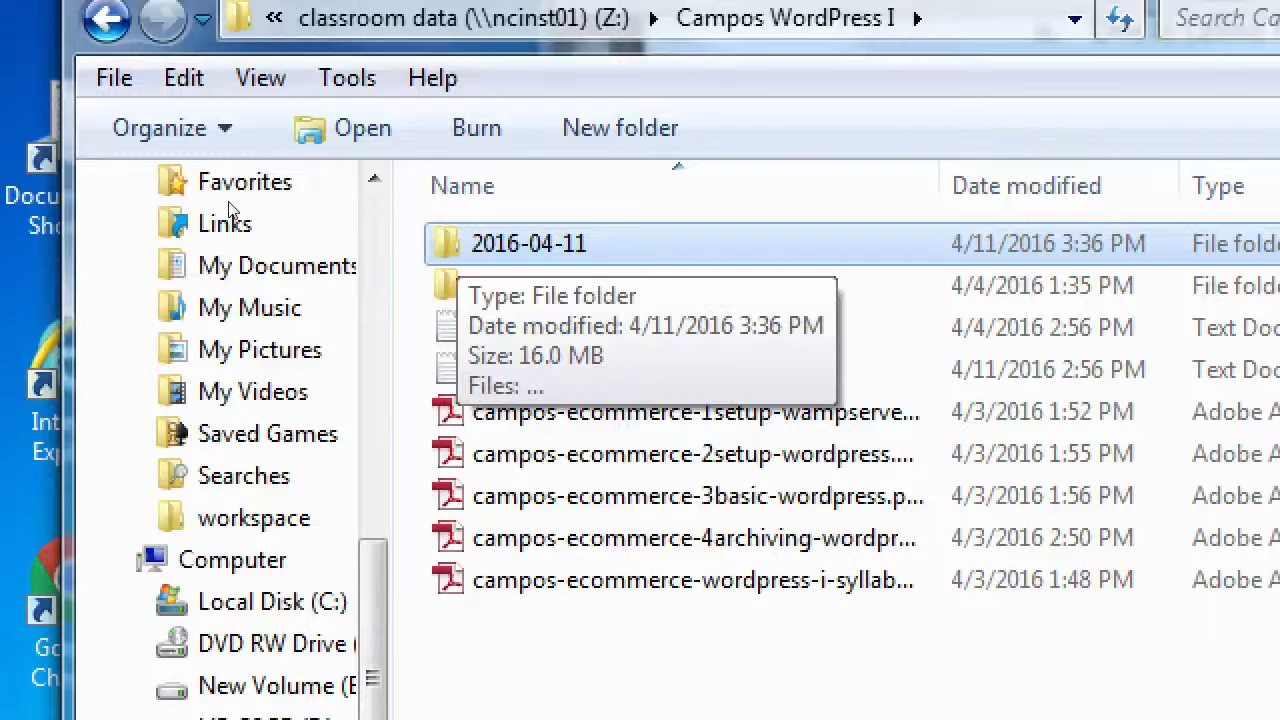 « classroom data (\\ncinst01) (Z:) ▸ Campos WordPress I ▸ Search Ca
File Edit View Tools Help
Organize Open Burn New folder
Favorites
Links
My Documents
My Music
My Pictures
My Videos
Saved Games
Searches
workspace
Computer
Local Disk (C:)
DVD RW Drive (
New Volume (E
Name Date modified Type
2016-04-11 4/11/2016 3:36 PM File fold
4/4/2016 1:35 PM File fold
4/4/2016 2:56 PM Text Doc
4/11/2016 2:56 PM Text Doc
Type: File folder
Date modified: 4/11/2016 3:36 PM
Size: 16.0 MB
Files: ...
campos-ecommerce-1setup-wampserve... 4/3/2016 1:52 PM Adobe A
campos-ecommerce-2setup-wordpress.... 4/3/2016 1:55 PM Adobe A
campos-ecommerce-3basic-wordpress.p... 4/3/2016 1:56 PM Adobe A
campos-ecommerce-4archiving-wordpr... 4/3/2016 2:50 PM Adobe A
campos-ecommerce-wordpress-i-syllab... 4/3/2016 1:48 PM Adobe A
Docu
Sho
Int
Exp
Go
Ch